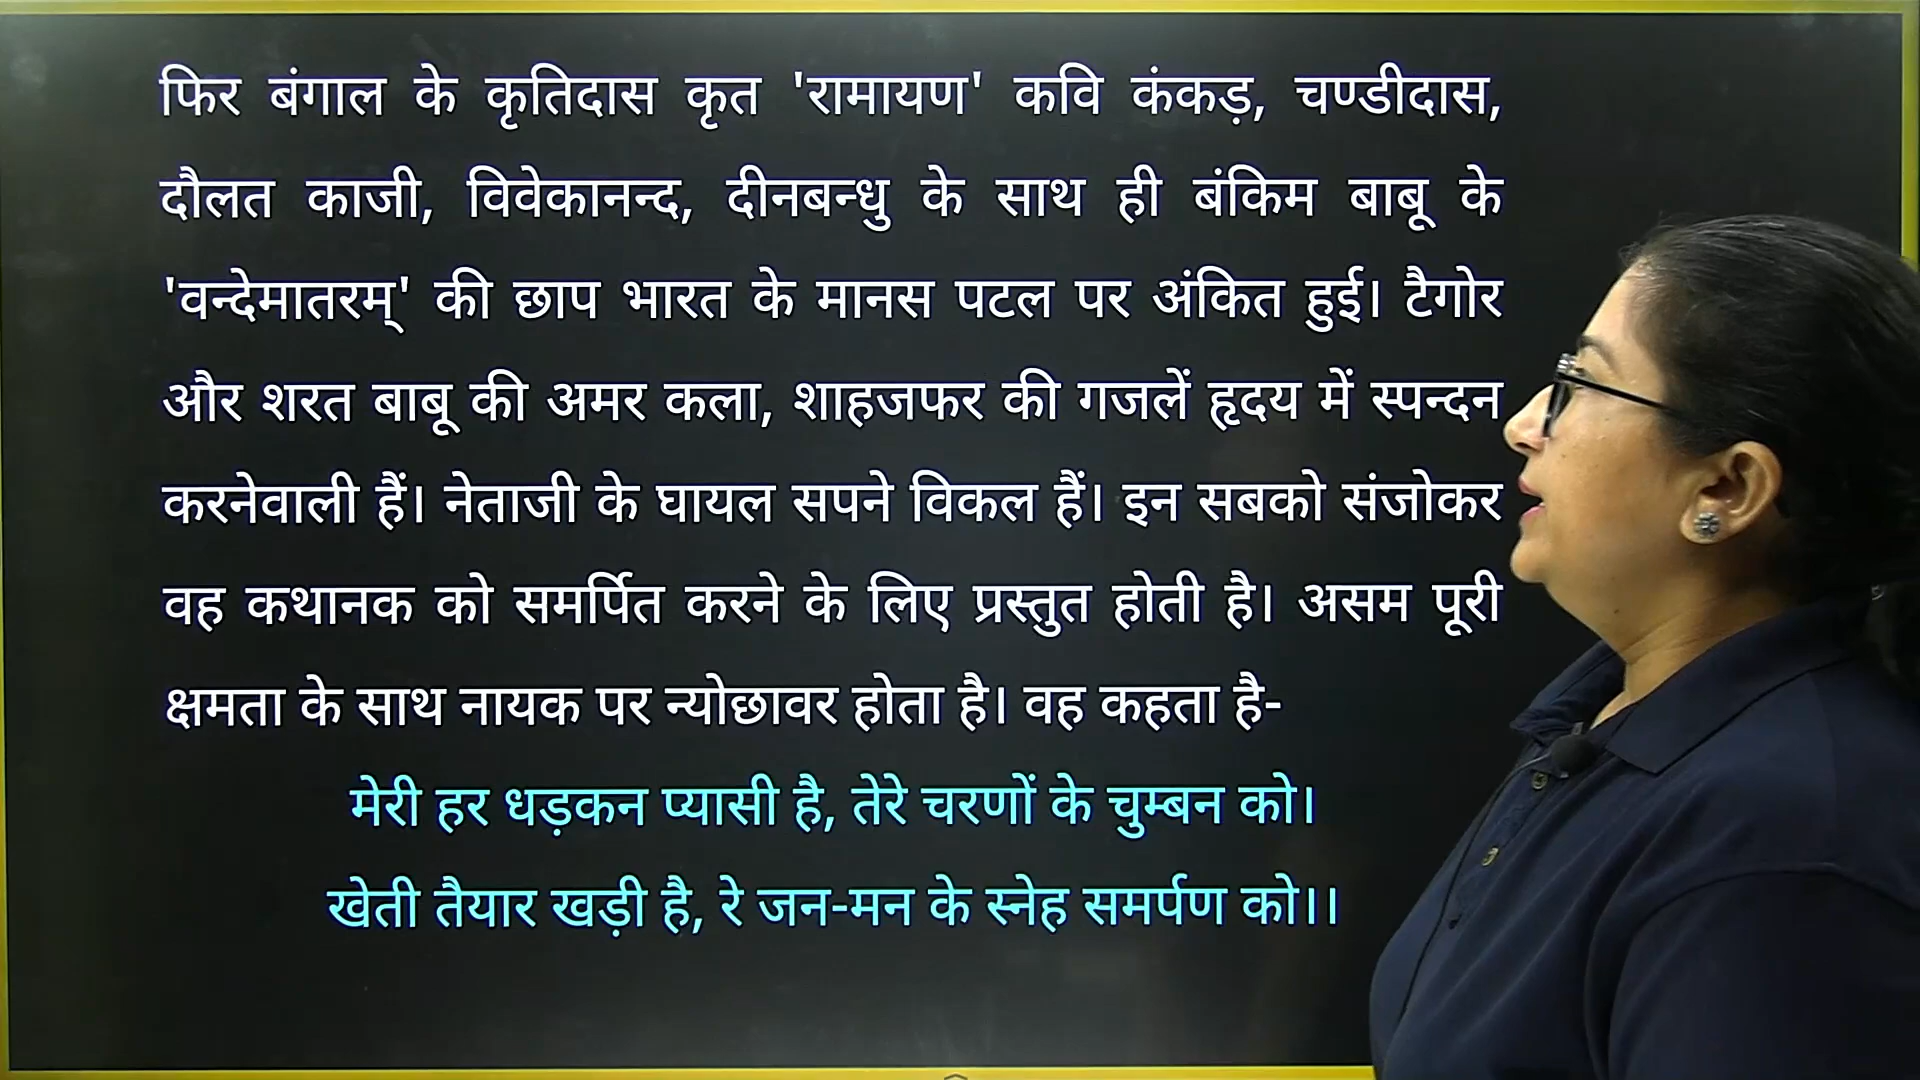 फिर बंगाल के कृतिदास कृत 'रामायण' कवि कंकड़, चण्डीदास,
दौलत काजी, विवेकानन्द, दीनबन्धु के साथ ही बंकिम बाबू के
'वन्देमातरम्' की छाप भारत के मानस पटल पर अंकित हुई। टैगोर
और शरत बाबू की अमर कला, शाहजफर की गजलें हृदय में स्पन्दन
करनेवाली हैं। नेताजी के घायल सपने विकल हैं। इन सबको संजोकर
वह कथानक को समर्पित करने के लिए प्रस्तुत होती है। असम पूरी
क्षमता के साथ नायक पर न्योछावर होता है। वह कहता है-
मेरी हर धड़कन प्यासी है, तेरे चरणों के चुम्बन को।
खेती तैयार खड़ी है, रे जन-मन के स्नेह समर्पण को।।